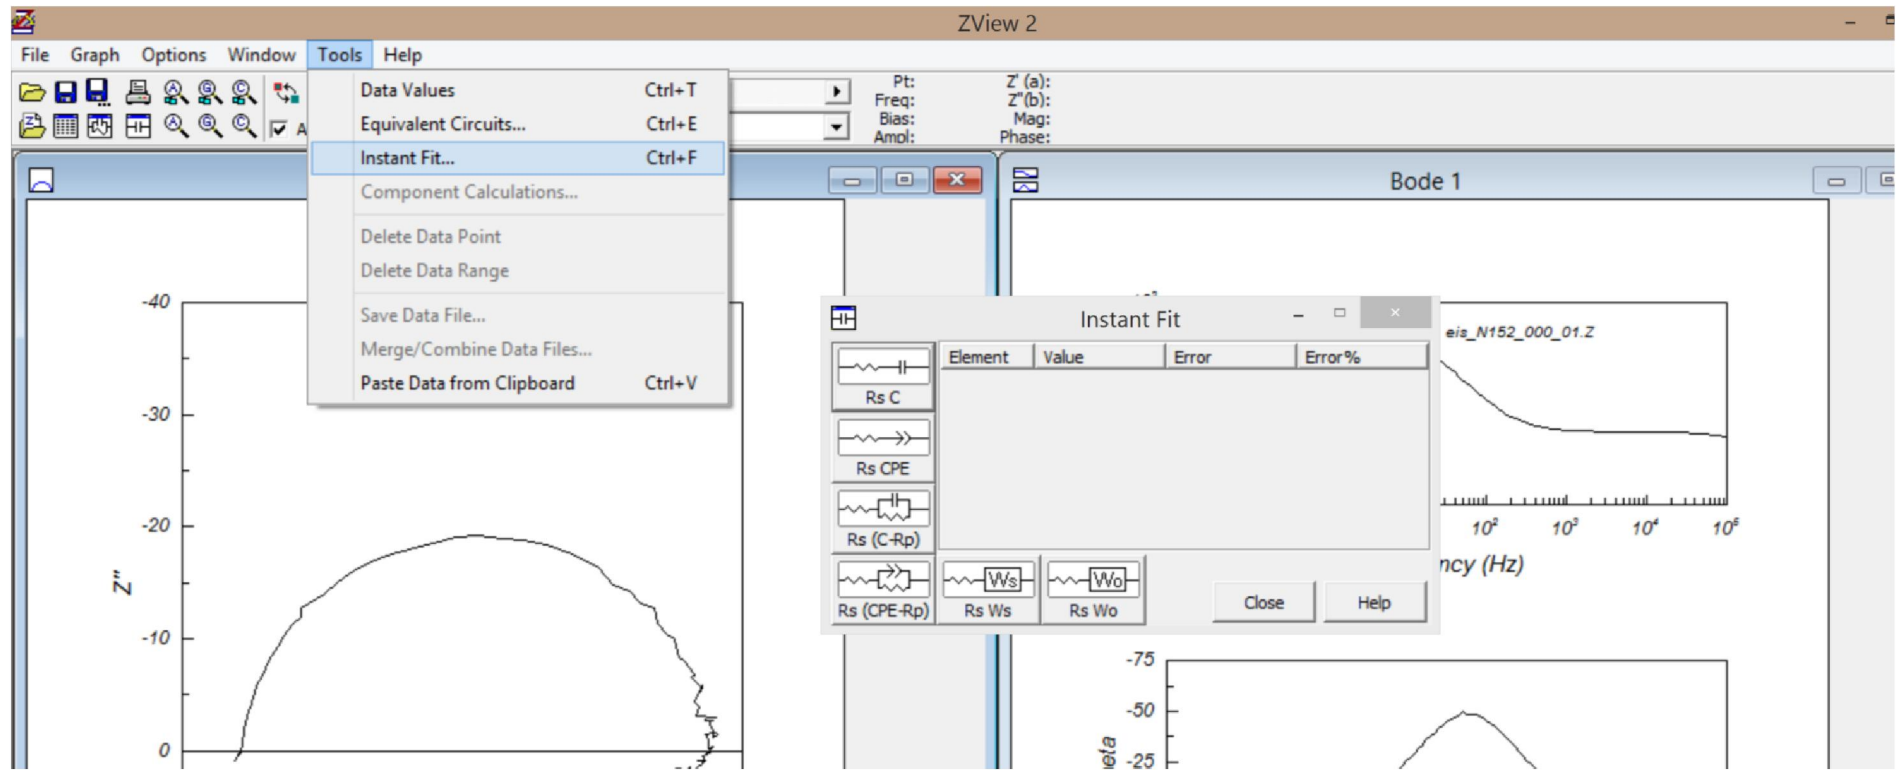 ZView 2
File Graph Options Window Tools Help
Data Values Ctrl+T
Equivalent Circuits... Ctrl+E
Instant Fit... Ctrl+F
Component Calculations...
Delete Data Point
Delete Data Range
Save Data File...
Merge/Combine Data Files...
Paste Data from Clipboard Ctrl+V
A
Pt:
Freq:
Bias:
Ampl:
Z' (a):
Z"(b):
Mag:
Phase:
-40
-30
-20
-10
0
Z''
Bode 1
eis_N152_000_01.Z
10² 10³ 10⁴ 10⁵
ncy (Hz)
-75
-50
-25
eta
Instant Fit
Element Value Error Error%
Rs C
Rs CPE
Rs (C-Rp)
Rs (CPE-Rp) Rs Ws Rs Wo
Ws Wo
Close Help